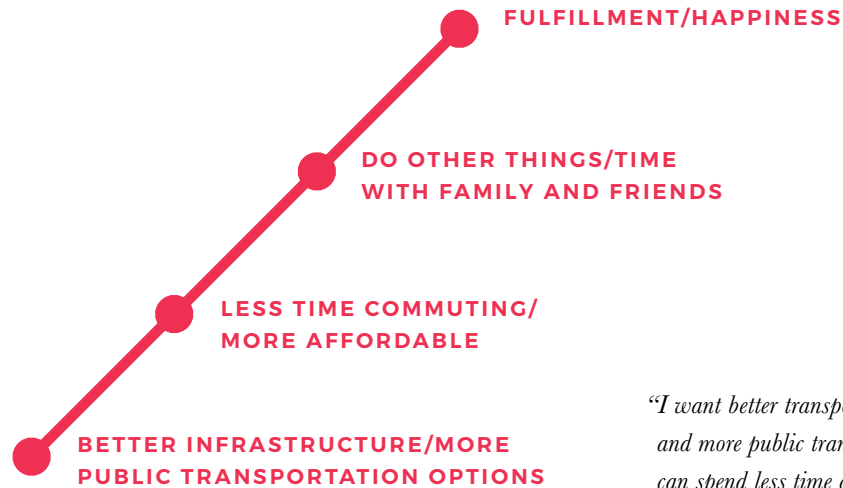 FULFILLMENT/HAPPINESS
DO OTHER THINGS/TIME
WITH FAMILY AND FRIENDS
LESS TIME COMMUTING/
MORE AFFORDABLE
BETTER INFRASTRUCTURE/MORE
PUBLIC TRANSPORTATION OPTIONS
“I want better
and more public
can spend less time